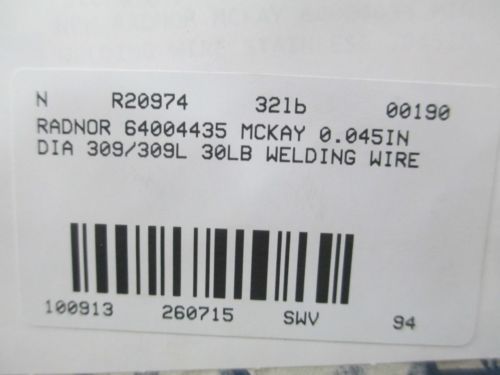 N R20974 32lb 00190
RADNOR 64004435 MCKAY 0.045IN
DIA 309/309L 30LB WELDING WIRE
100913 260715 SWV 94